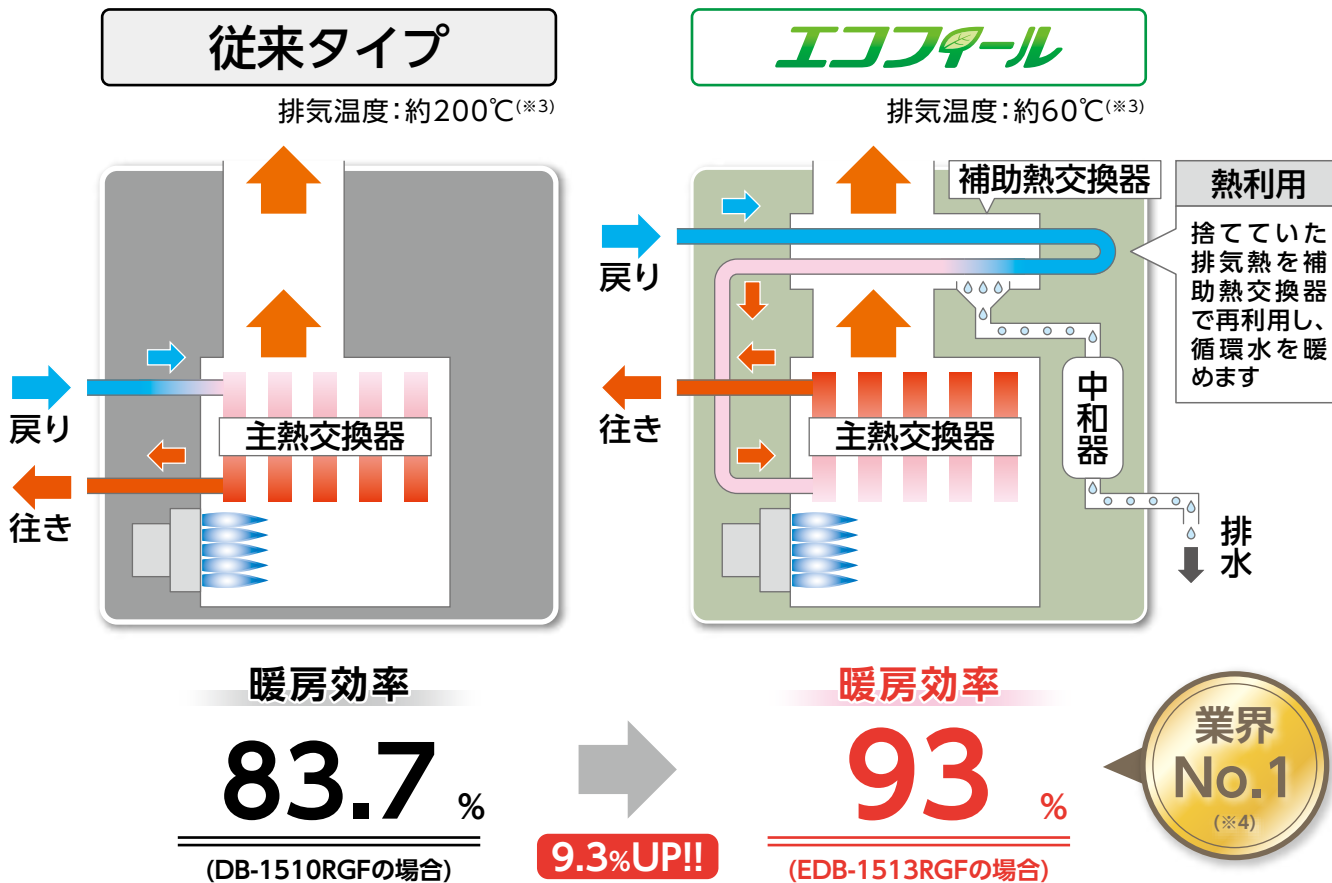 従来タイプ
排気温度：約200℃(※3)
戻り
往き
主熱交換器
暖房効率
83.7 %
(DB-1510RGFの場合)
エコフィール
排気温度：約60℃(※3)
補助熱交換器
熱利用
捨てていた
排気熱を補
助熱交換器
で再利用し、
循環水を暖
めます
戻り
往き
主熱交換器
中和器
排水
9.3%UP!!
暖房効率
93 %
(EDB-1513RGFの場合)
業界
No.1
(※4)